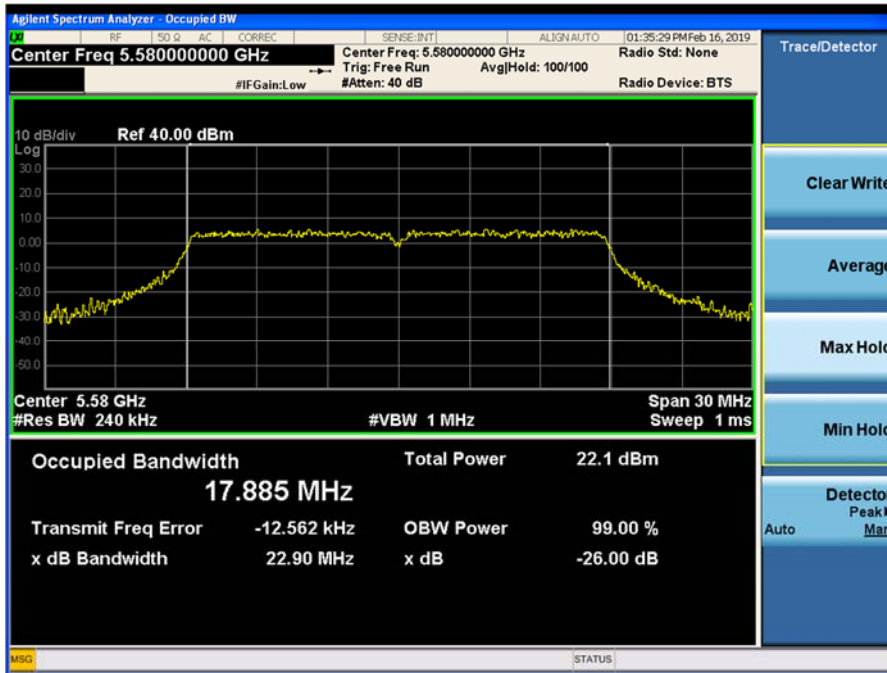 Agilent Spectrum Analyzer - Occupied BW
RF 50 Ω AC CORREC SENSE:INT ALIGN AUTO 01:35:29 PM Feb 16, 2019
Center Freq 5.580000000 GHz
Center Freq: 5.580000000 GHz
Radio Std: None
Trig: Free Run Avg|Hold: 100/100
#IFGain:Low
#Atten: 40 dB
Radio Device: BTS
Trace/Detector
10 dB/div Ref 40.00 dBm
Log
30.0
20.0
10.0
0.00
-10.0
-20.0
-30.0
-40.0
-50.0
Center 5.58 GHz Span 30 MHz
#Res BW 240 kHz #VBW 1 MHz Sweep 1 ms
Occupied Bandwidth Total Power 22.1 dBm
17.885 MHz
Transmit Freq Error -12.562 kHz OBW Power 99.00 %
x dB Bandwidth 22.90 MHz x dB -26.00 dB
Clear Write
Average
Max Hold
Min Hold
Detector
Peak
Auto Man
MSG STATUS